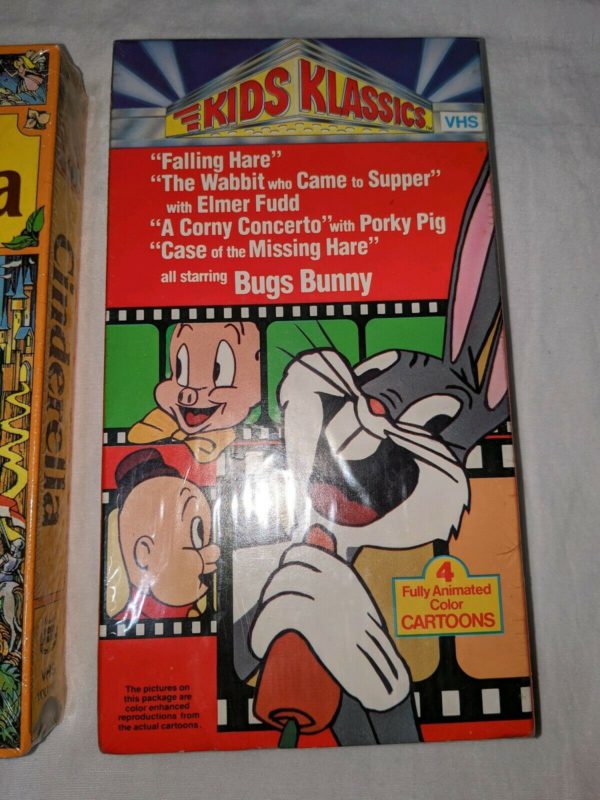 KIDS KLASSICS
VHS
"Falling Hare"
"The Wabbit who Came to Supper"
with Elmer Fudd
"A Corny Concerto" with Porky Pig
"Case of the Missing Hare"
all starring Bugs Bunny
4
Fully Animated
Color
CARTOONS
The pictures on
this package are
color enhanced
reproductions from
the actual cartoons.
a
Cinderella